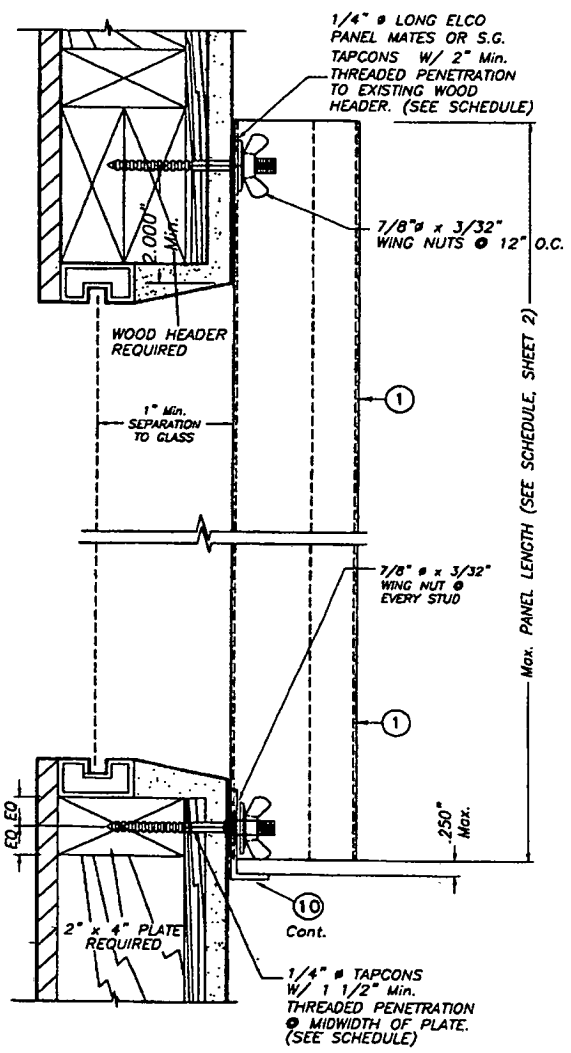 1/4" ø LONG ELCO
PANEL MATES OR S.G.
TAPCONS W/ 2" Min.
THREADED PENETRATION
TO EXISTING WOOD
HEADER. (SEE SCHEDULE)
2.000"
Min.
7/8"ø x 3/32"
WING NUTS @ 12" O.C.
WOOD HEADER
REQUIRED
1
1" Min.
SEPARATION
TO GLASS
Max. PANEL LENGTH (SEE SCHEDULE, SHEET 2)
7/8" ø x 3/32"
WING NUT @
EVERY STUD
1
EQ EQ
.250"
Max.
10
Cont.
2" x 4" PLATE
REQUIRED
1/4" ø TAPCONS
W/ 1 1/2" Min.
THREADED PENETRATION
@ MIDWIDTH OF PLATE.
(SEE SCHEDULE)